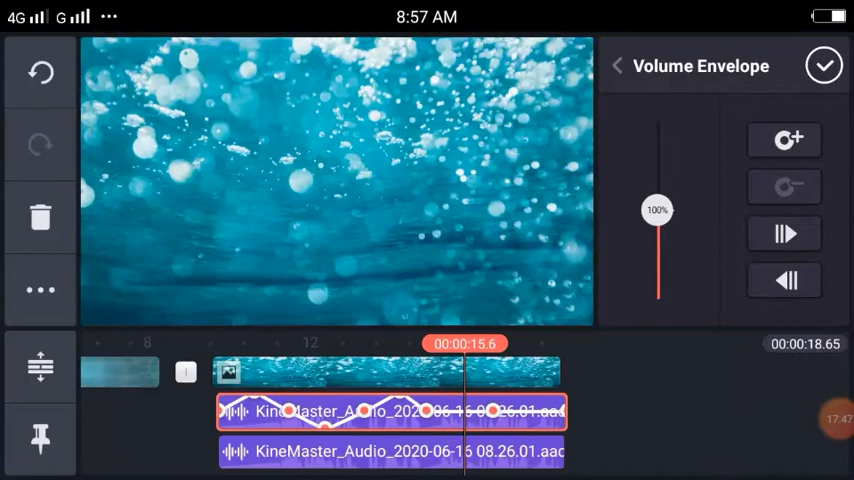 4G G 8:57 AM
Volume Envelope
100%
8 12 00:00:15.6 00:00:18.65
KineMaster_Audio_2020-06-16 08.26.01.aac
17:47
KineMaster_Audio_2020-06-16 08.26.01.aac